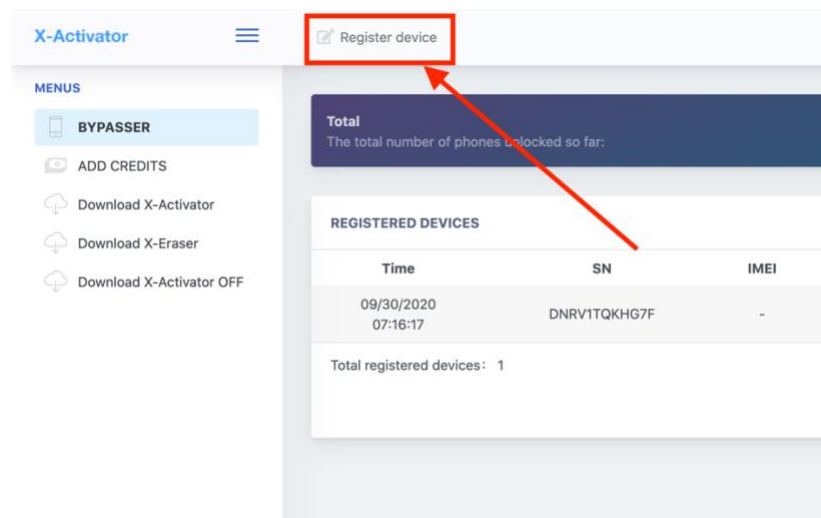 X-Activator
Register device
MENUS
BYPASSER
ADD CREDITS
Download X-Activator
Download X-Eraser
Download X-Activator OFF
Total
The total number of phones unlocked so far:
REGISTERED DEVICES
Time SN IMEI
09/30/2020
07:16:17
DNRV1TQKHG7F -
Total registered devices: 1